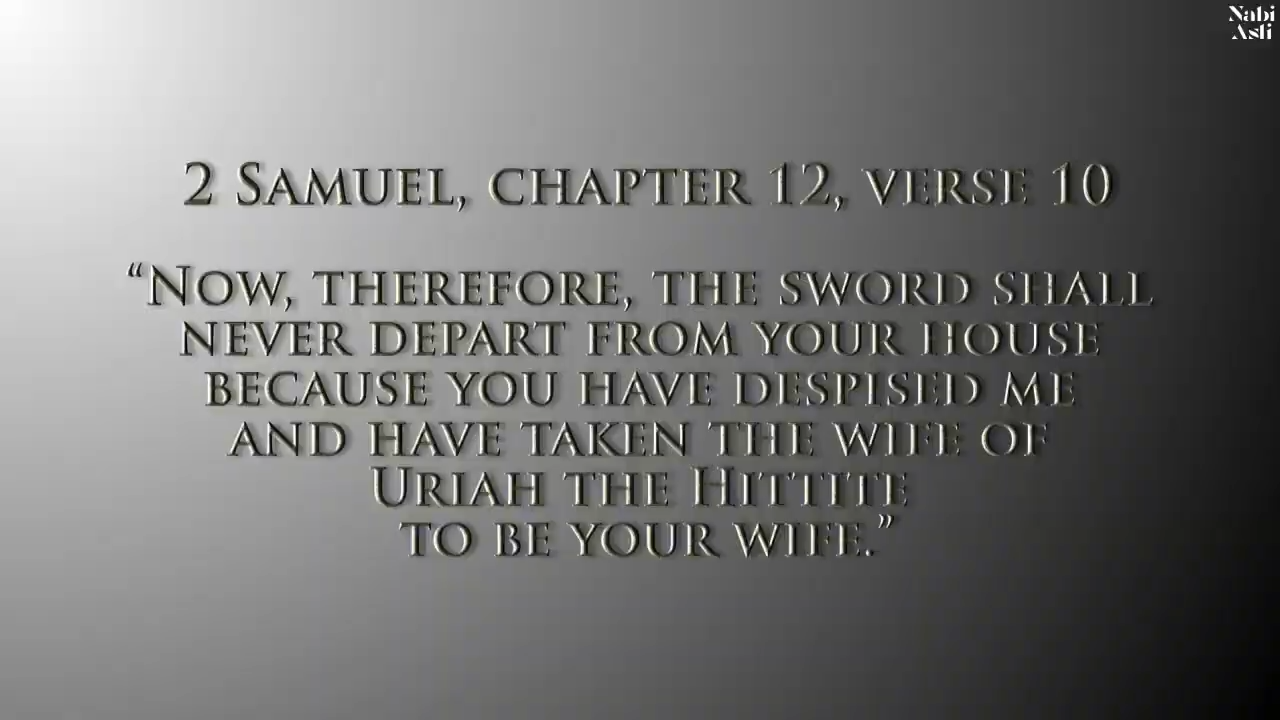 Nabi
Asli
2 Samuel, chapter 12, verse 10
“Now, therefore, the sword shall
never depart from your house
because you have despised me
and have taken the wife of
Uriah the Hittite
to be your wife.”